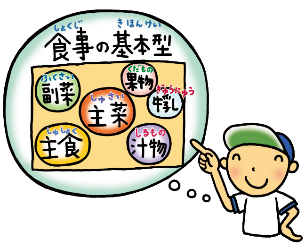 しょくじ きほんけい
食事の基本型
ふくさい
副菜
くだもの
果物
ぎゅうにゅう
牛乳
しゅさい
主菜
しゅしょく
主食
しるもの
汁物